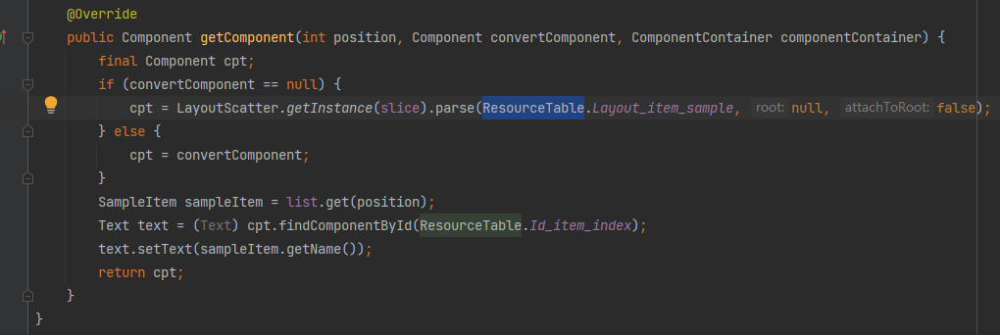 @Override
public Component getComponent(int position, Component convertComponent, ComponentContainer componentContainer) {
final Component cpt;
if (convertComponent == null) {
cpt = LayoutScatter.getInstance(slice).parse(ResourceTable.Layout_item_sample, root: null, attachToRoot: false);
} else {
cpt = convertComponent;
}
SampleItem sampleItem = list.get(position);
Text text = (Text) cpt.findComponentById(ResourceTable.Id_item_index);
text.setText(sampleItem.getName());
return cpt;
}
}